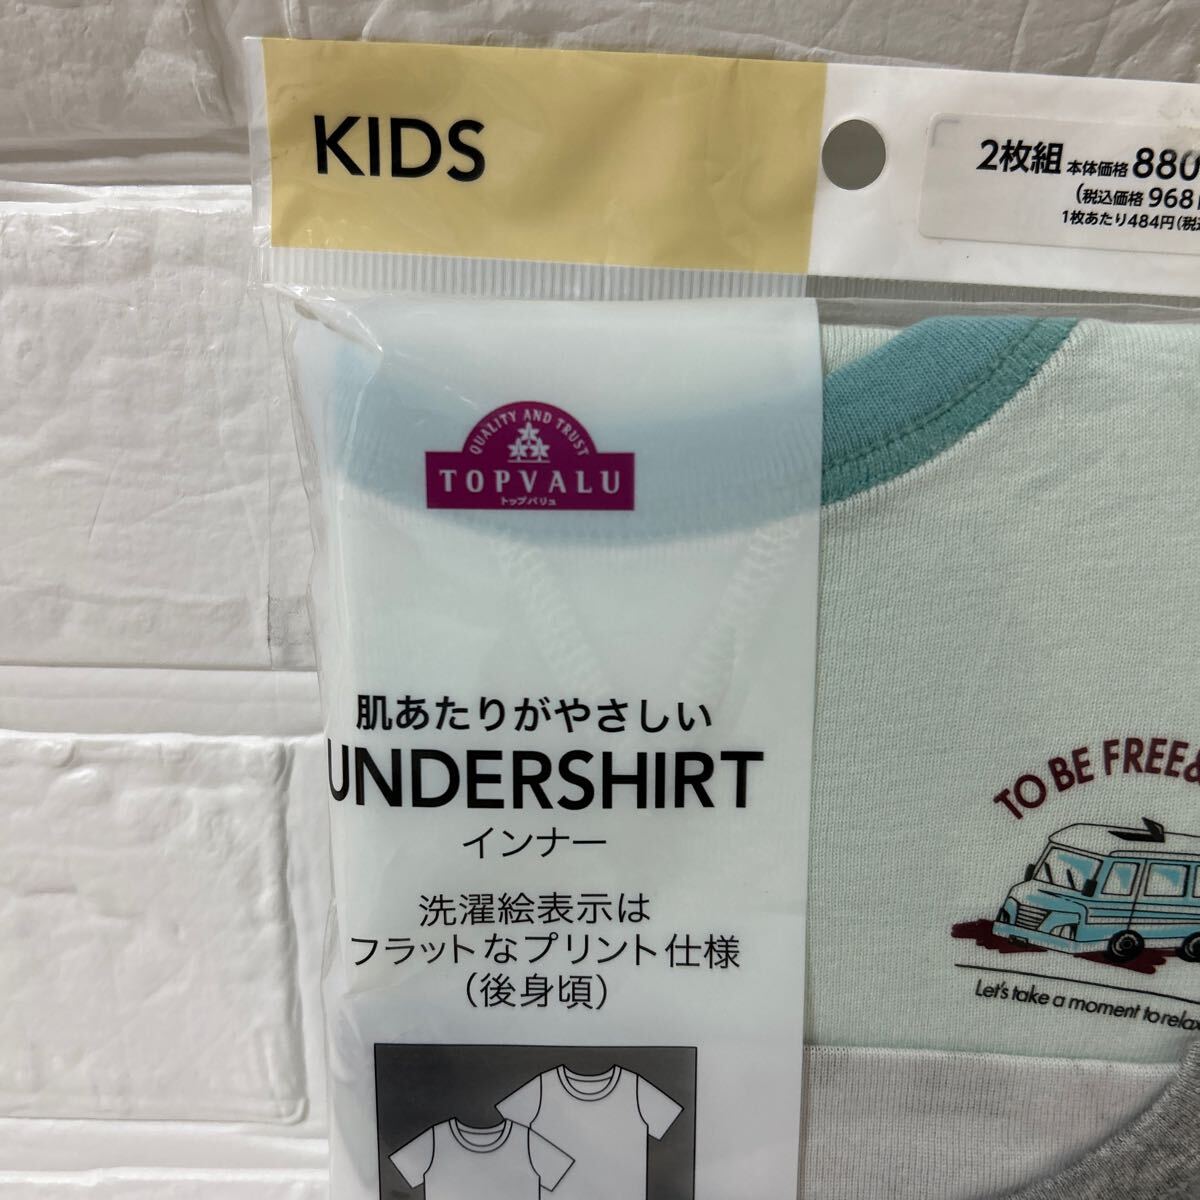 KIDS
2枚組 本体価格 880
(税込価格 968
1枚あたり484円(税
QUALITY AND TRUST
TOPVALU
トップバリュ
肌あたりがやさしい
UNDERSHIRT
インナー
洗濯絵表示は
フラットなプリント仕様
(後身頃)
TO BE FREE&
Let's take a moment to relax